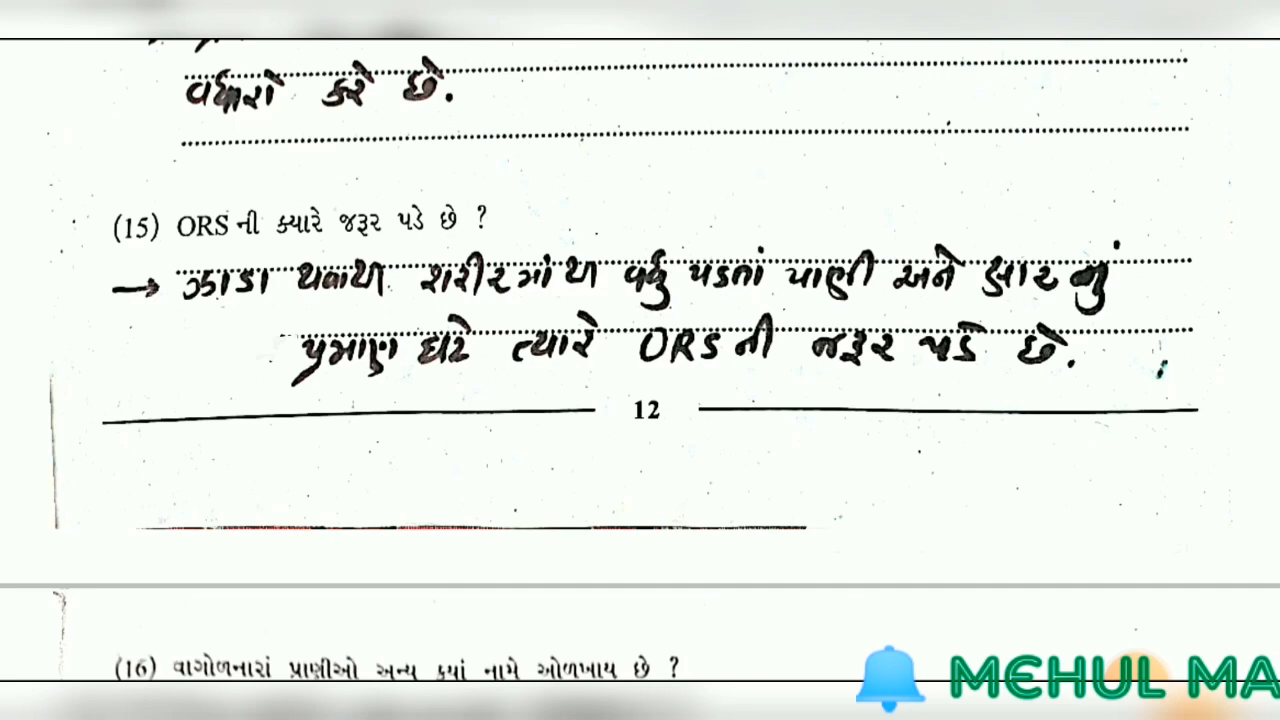 વધારો કરે છે.
(15) ORS ની ક્યારે જરૂર પડે છે ?
→ ઝાડા થવાથી શરીરમાંથી વધુ પડતાં પાણી અને ક્ષારનું
પ્રમાણ ઘટે ત્યારે ORS ની જરૂર પડે છે.
12
(16) વાગોળનારાં પ્રાણીઓ અન્ય કયાં નામે ઓળખાય છે ?
MEHUL MA